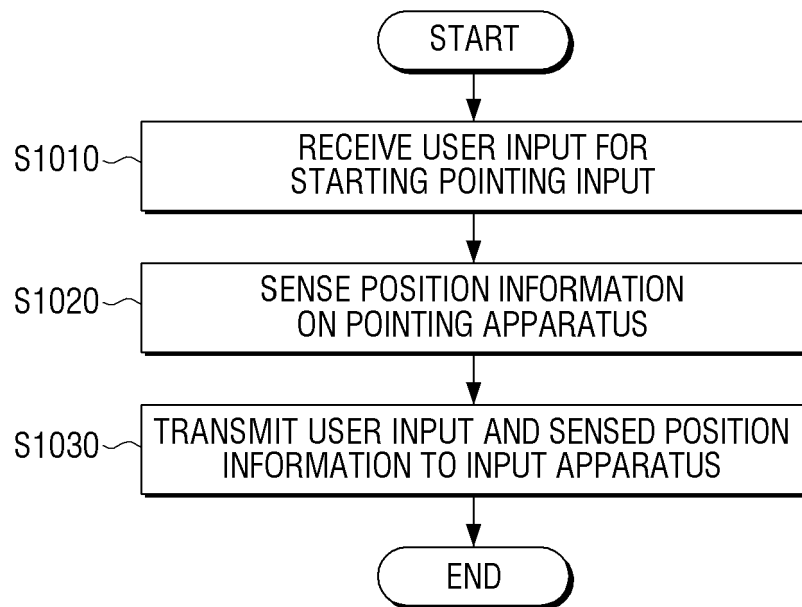 START
S1010
RECEIVE USER INPUT FOR
STARTING POINTING INPUT
S1020
SENSE POSITION INFORMATION
ON POINTING APPARATUS
S1030
TRANSMIT USER INPUT AND SENSED POSITION
INFORMATION TO INPUT APPARATUS
END